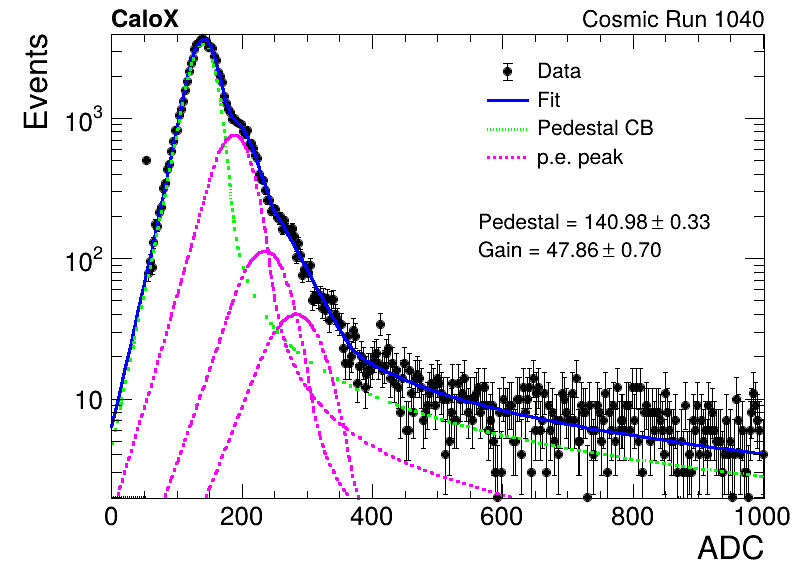 CaloX Cosmic Run 1040
Events
Data
Fit
Pedestal CB
p.e. peak
Pedestal = 140.98 ± 0.33
Gain = 47.86 ± 0.70
10³
10²
10
0 200 400 600 800 1000
ADC